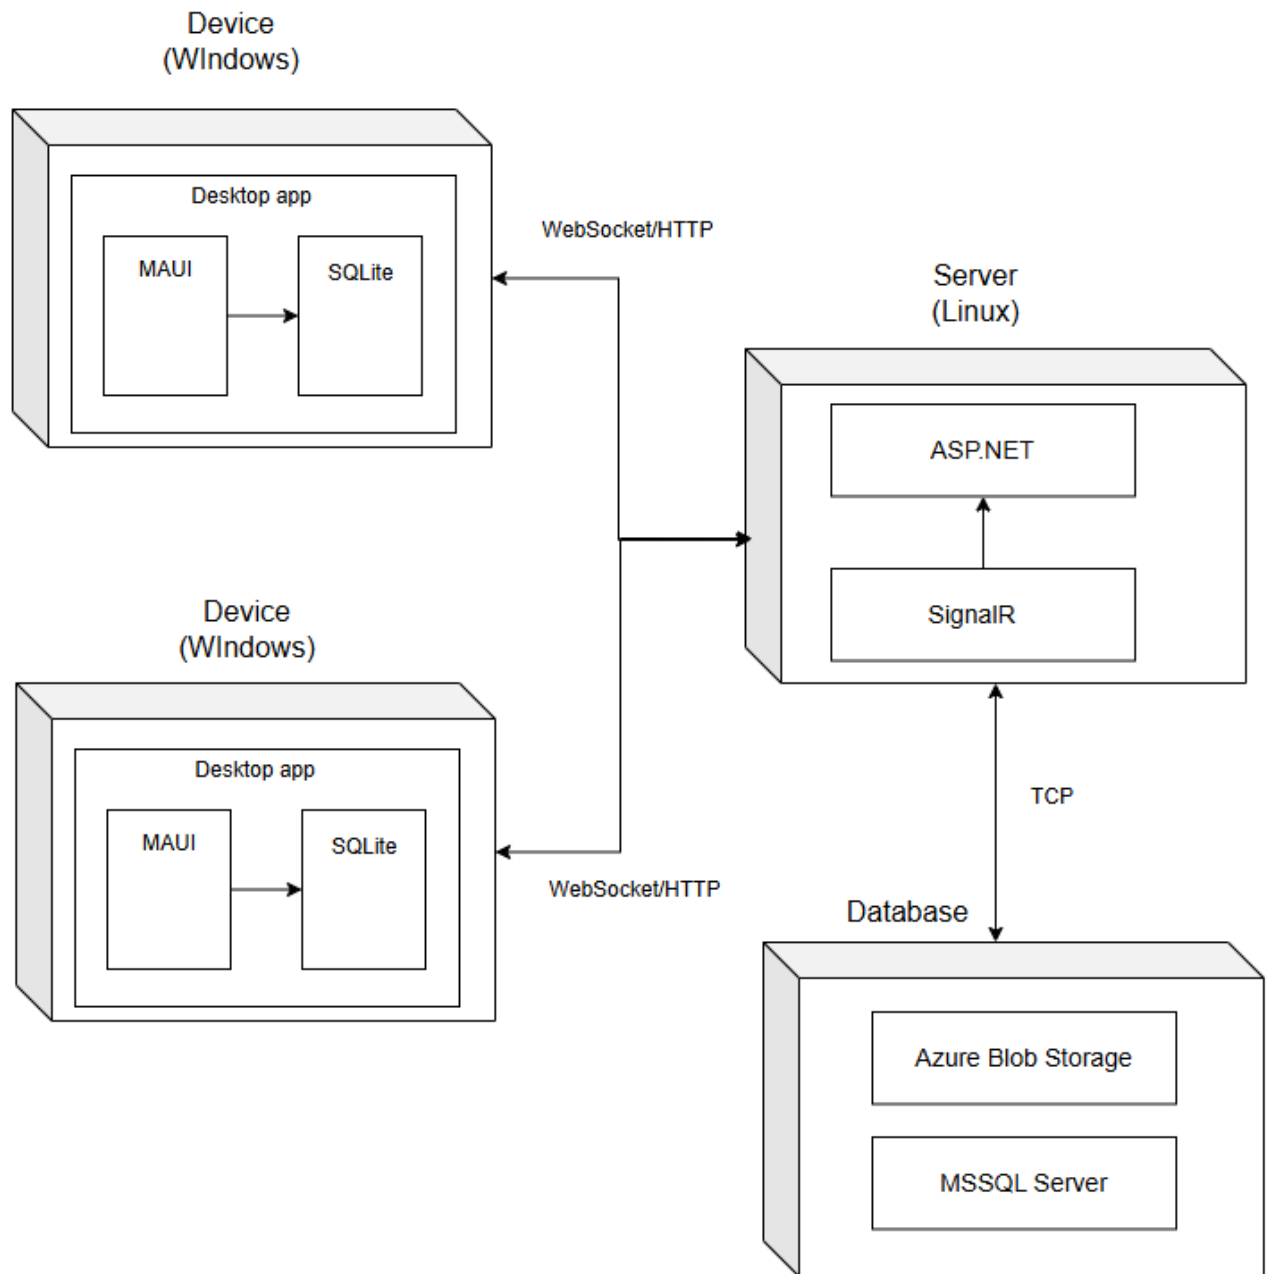 Device
(WIndows)
Desktop app
MAUI
SQLite
WebSocket/HTTP
Server
(Linux)
ASP.NET
SignalR
Device
(WIndows)
Desktop app
MAUI
SQLite
WebSocket/HTTP
TCP
Database
Azure Blob Storage
MSSQL Server